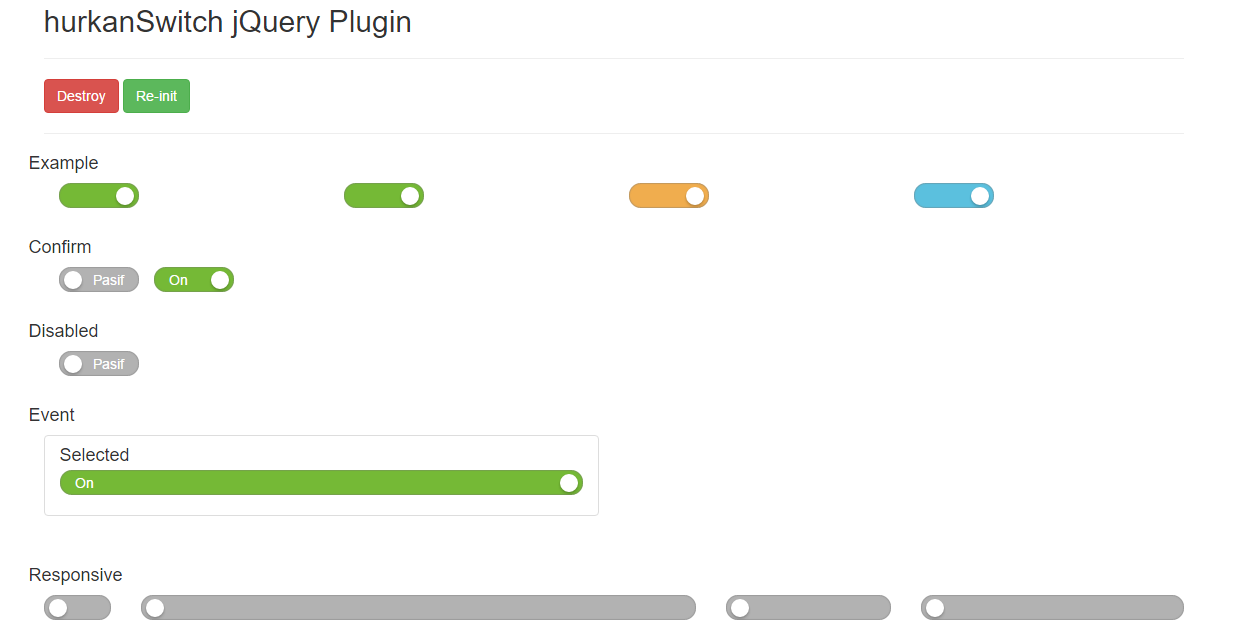 hurkanSwitch jQuery Plugin
Destroy Re-init
Example
Confirm
Pasif On
Disabled
Pasif
Event
Selected
On
Responsive